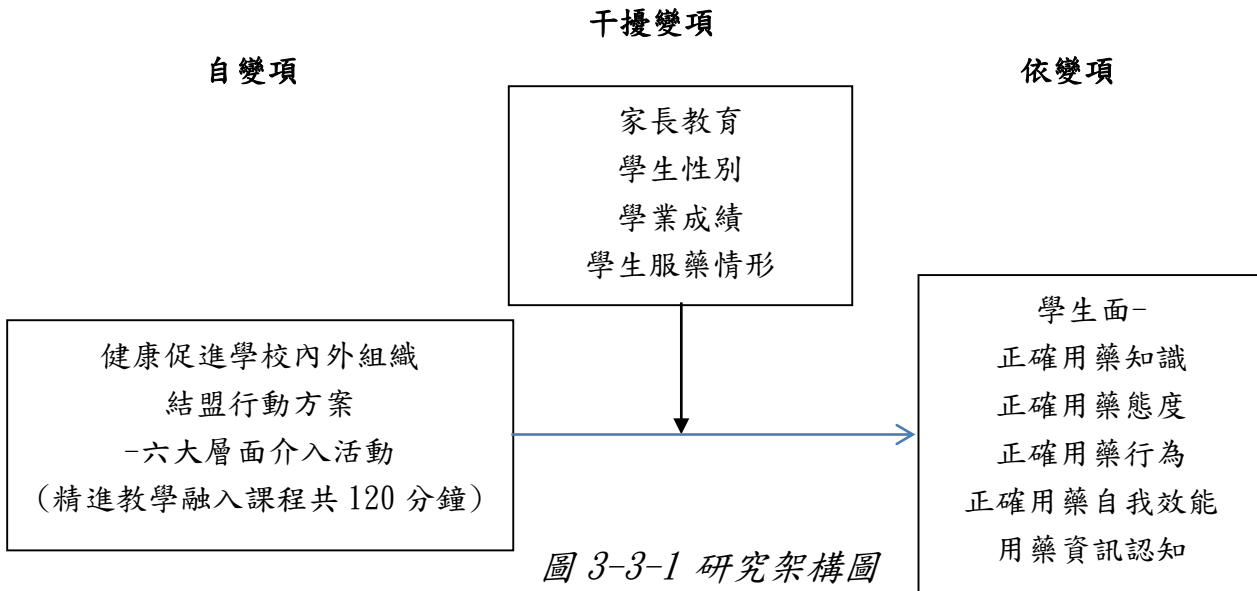 干擾變項
自變項
依變項
家長教育
學生性別
學業成績
學生服藥情形
健康促進學校內外組織
結盟行動方案
-六大層面介入活動
(精進教學融入課程共 120 分鐘)
學生面-
正確用藥知識
正確用藥態度
正確用藥行為
正確用藥自我效能
用藥資訊認知
圖 3-3-1 研究架構圖